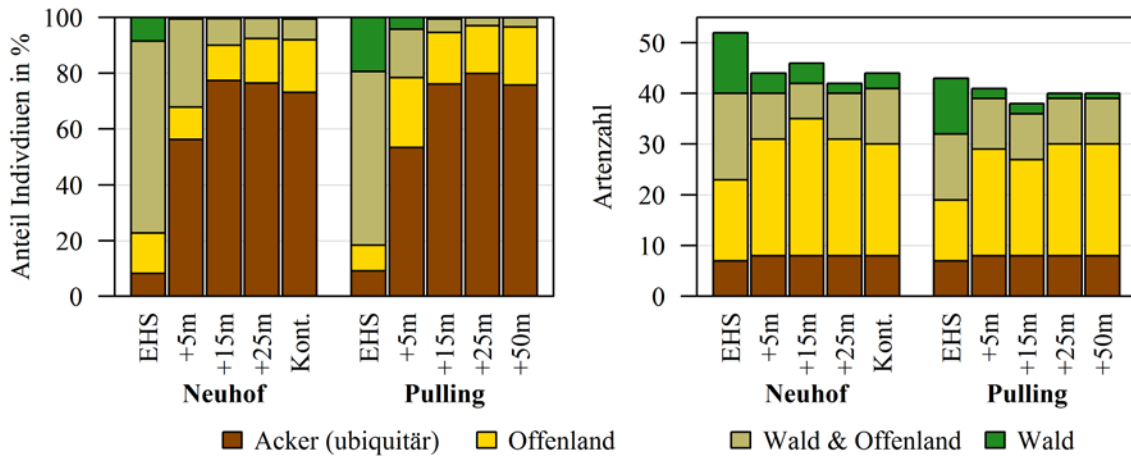 Anteil Indivdiuen in %
100
80
60
40
20
0
EHS
+5m
+15m
+25m
Kont.
EHS
+5m
+15m
+25m
+50m
Neuhof
Pulling
Artenzahl
50
40
30
20
10
0
EHS
+5m
+15m
+25m
Kont.
EHS
+5m
+15m
+25m
+50m
Neuhof
Pulling
Acker (ubiquitär) Offenland Wald & Offenland Wald